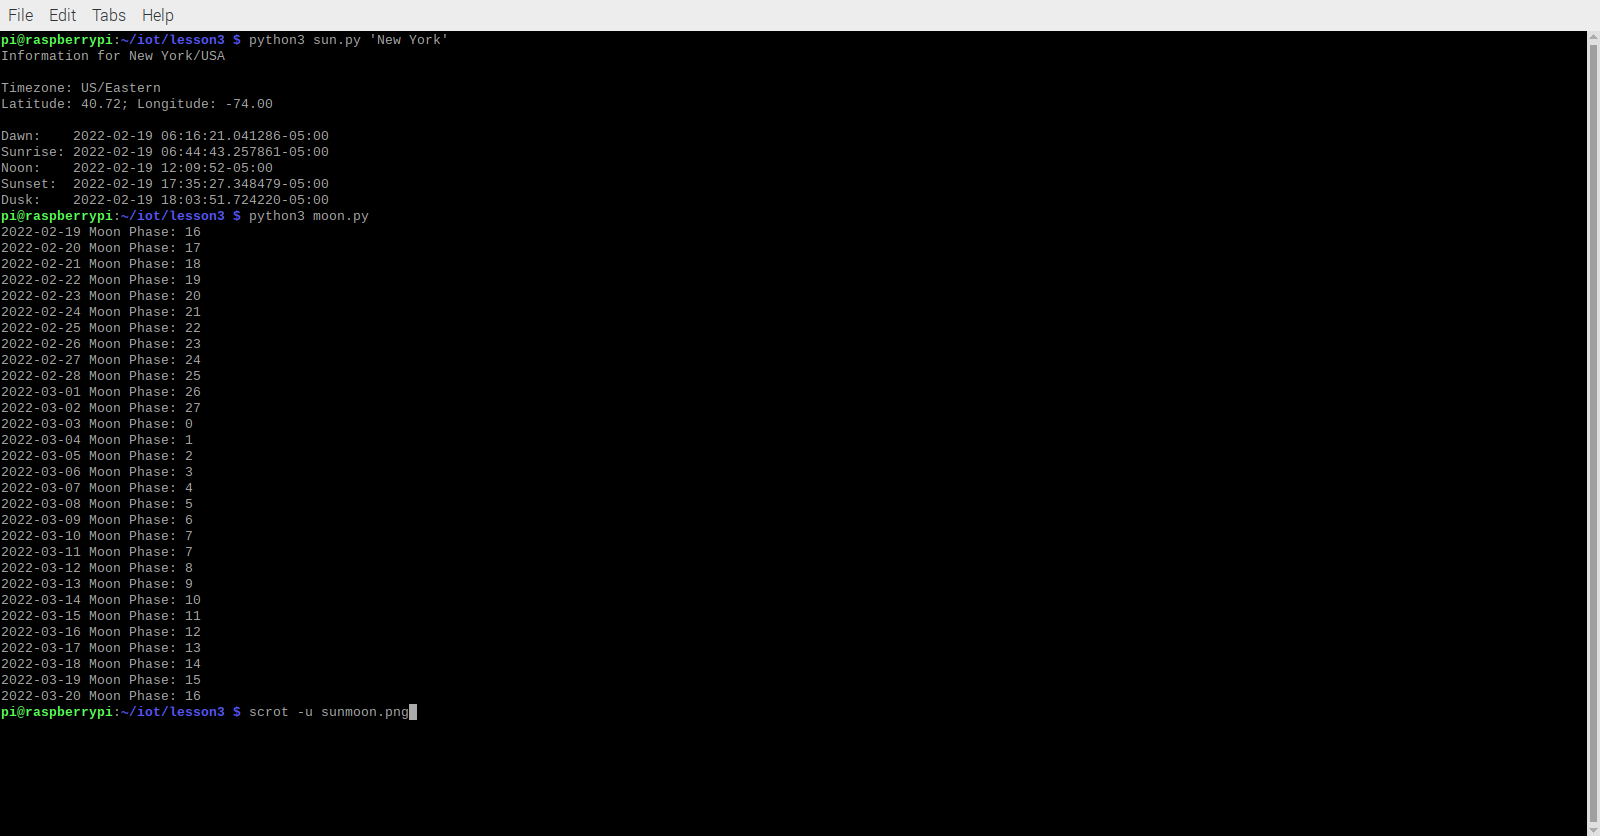 File Edit Tabs Help
pi@raspberrypi:~/iot/lesson3 $ python3 sun.py 'New York'
Information for New York/USA
Timezone: US/Eastern
Latitude: 40.72; Longitude: -74.00
Dawn:    2022-02-19 06:16:21.041286-05:00
Sunrise: 2022-02-19 06:44:43.257861-05:00
Noon:    2022-02-19 12:09:52-05:00
Sunset:  2022-02-19 17:35:27.348479-05:00
Dusk:    2022-02-19 18:03:51.724220-05:00
pi@raspberrypi:~/iot/lesson3 $ python3 moon.py
2022-02-19 Moon Phase: 16
2022-02-20 Moon Phase: 17
2022-02-21 Moon Phase: 18
2022-02-22 Moon Phase: 19
2022-02-23 Moon Phase: 20
2022-02-24 Moon Phase: 21
2022-02-25 Moon Phase: 22
2022-02-26 Moon Phase: 23
2022-02-27 Moon Phase: 24
2022-02-28 Moon Phase: 25
2022-03-01 Moon Phase: 26
2022-03-02 Moon Phase: 27
2022-03-03 Moon Phase: 0
2022-03-04 Moon Phase: 1
2022-03-05 Moon Phase: 2
2022-03-06 Moon Phase: 3
2022-03-07 Moon Phase: 4
2022-03-08 Moon Phase: 5
2022-03-09 Moon Phase: 6
2022-03-10 Moon Phase: 7
2022-03-11 Moon Phase: 7
2022-03-12 Moon Phase: 8
2022-03-13 Moon Phase: 9
2022-03-14 Moon Phase: 10
2022-03-15 Moon Phase: 11
2022-03-16 Moon Phase: 12
2022-03-17 Moon Phase: 13
2022-03-18 Moon Phase: 14
2022-03-19 Moon Phase: 15
2022-03-20 Moon Phase: 16
pi@raspberrypi:~/iot/lesson3 $ scrot -u sunmoon.png